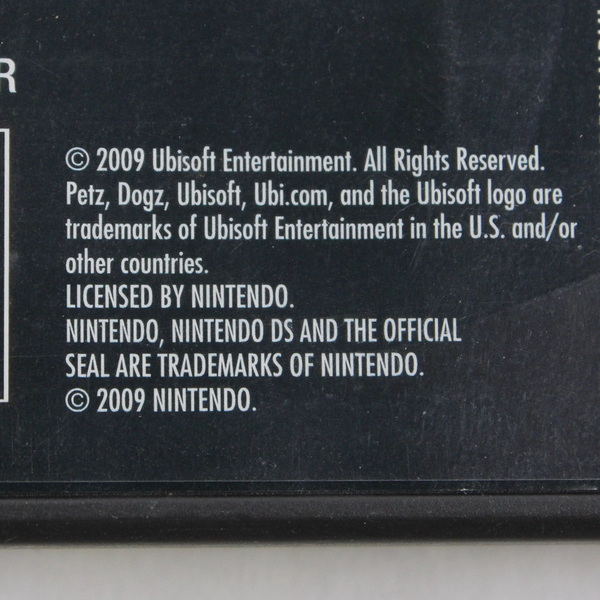 R
© 2009 Ubisoft Entertainment. All Rights Reserved.
Petz, Dogz, Ubisoft, Ubi.com, and the Ubisoft logo are
trademarks of Ubisoft Entertainment in the U.S. and/or
other countries.
LICENSED BY NINTENDO.
NINTENDO, NINTENDO DS AND THE OFFICIAL
SEAL ARE TRADEMARKS OF NINTENDO.
© 2009 NINTENDO.